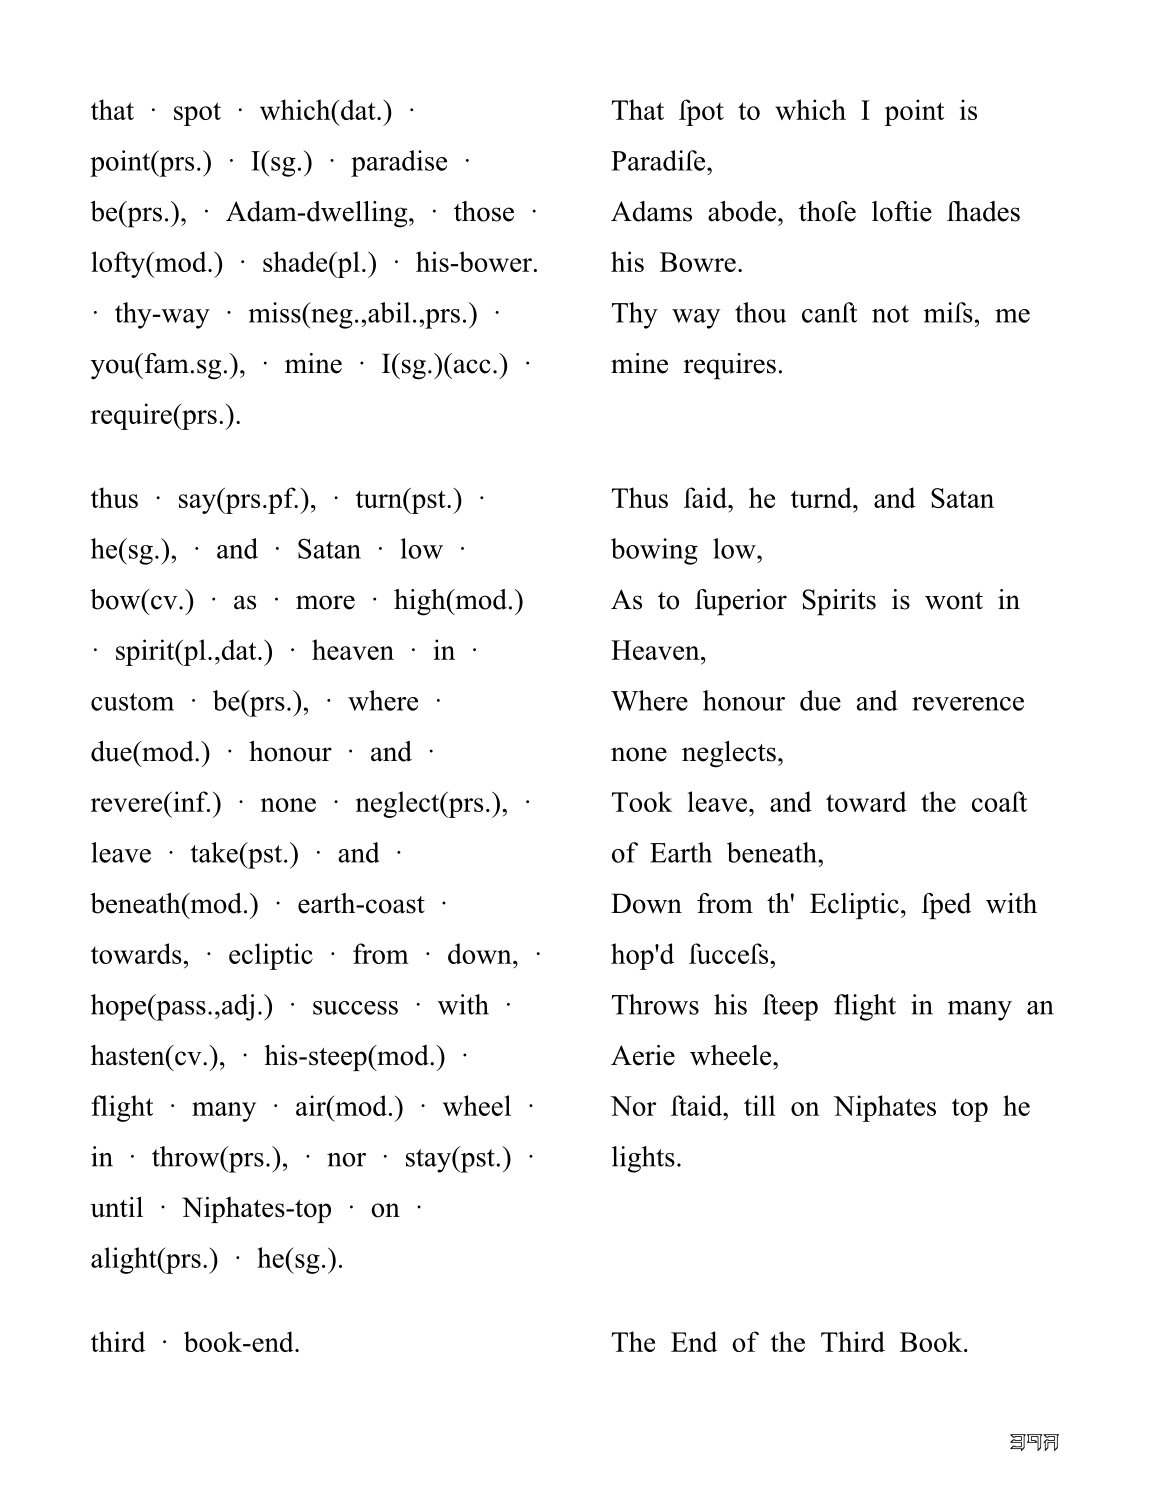 that · spot · which(dat.) ·
point(prs.) · I(sg.) · paradise ·
be(prs.), · Adam-dwelling, · those ·
lofty(mod.) · shade(pl.) · his-bower.
· thy-way · miss(neg.,abil.,prs.) ·
you(fam.sg.), · mine · I(sg.)(acc.) ·
require(prs.).
That ſpot to which I point is
Paradiſe,
Adams abode, thoſe loftie ſhades
his Bowre.
Thy way thou canſt not miſs, me
mine requires.
thus · say(prs.pf.), · turn(pst.) ·
he(sg.), · and · Satan · low ·
bow(cv.) · as · more · high(mod.)
· spirit(pl.,dat.) · heaven · in ·
custom · be(prs.), · where ·
due(mod.) · honour · and ·
revere(inf.) · none · neglect(prs.), ·
leave · take(pst.) · and ·
beneath(mod.) · earth-coast ·
towards, · ecliptic · from · down, ·
hope(pass.,adj.) · success · with ·
hasten(cv.), · his-steep(mod.) ·
flight · many · air(mod.) · wheel ·
in · throw(prs.), · nor · stay(pst.) ·
until · Niphates-top · on ·
alight(prs.) · he(sg.).
Thus ſaid, he turnd, and Satan
bowing low,
As to ſuperior Spirits is wont in
Heaven,
Where honour due and reverence
none neglects,
Took leave, and toward the coaſt
of Earth beneath,
Down from th' Ecliptic, ſped with
hop'd ſucceſs,
Throws his ſteep flight in many an
Aerie wheele,
Nor ſtaid, till on Niphates top he
lights.
third · book-end.
The End of the Third Book.